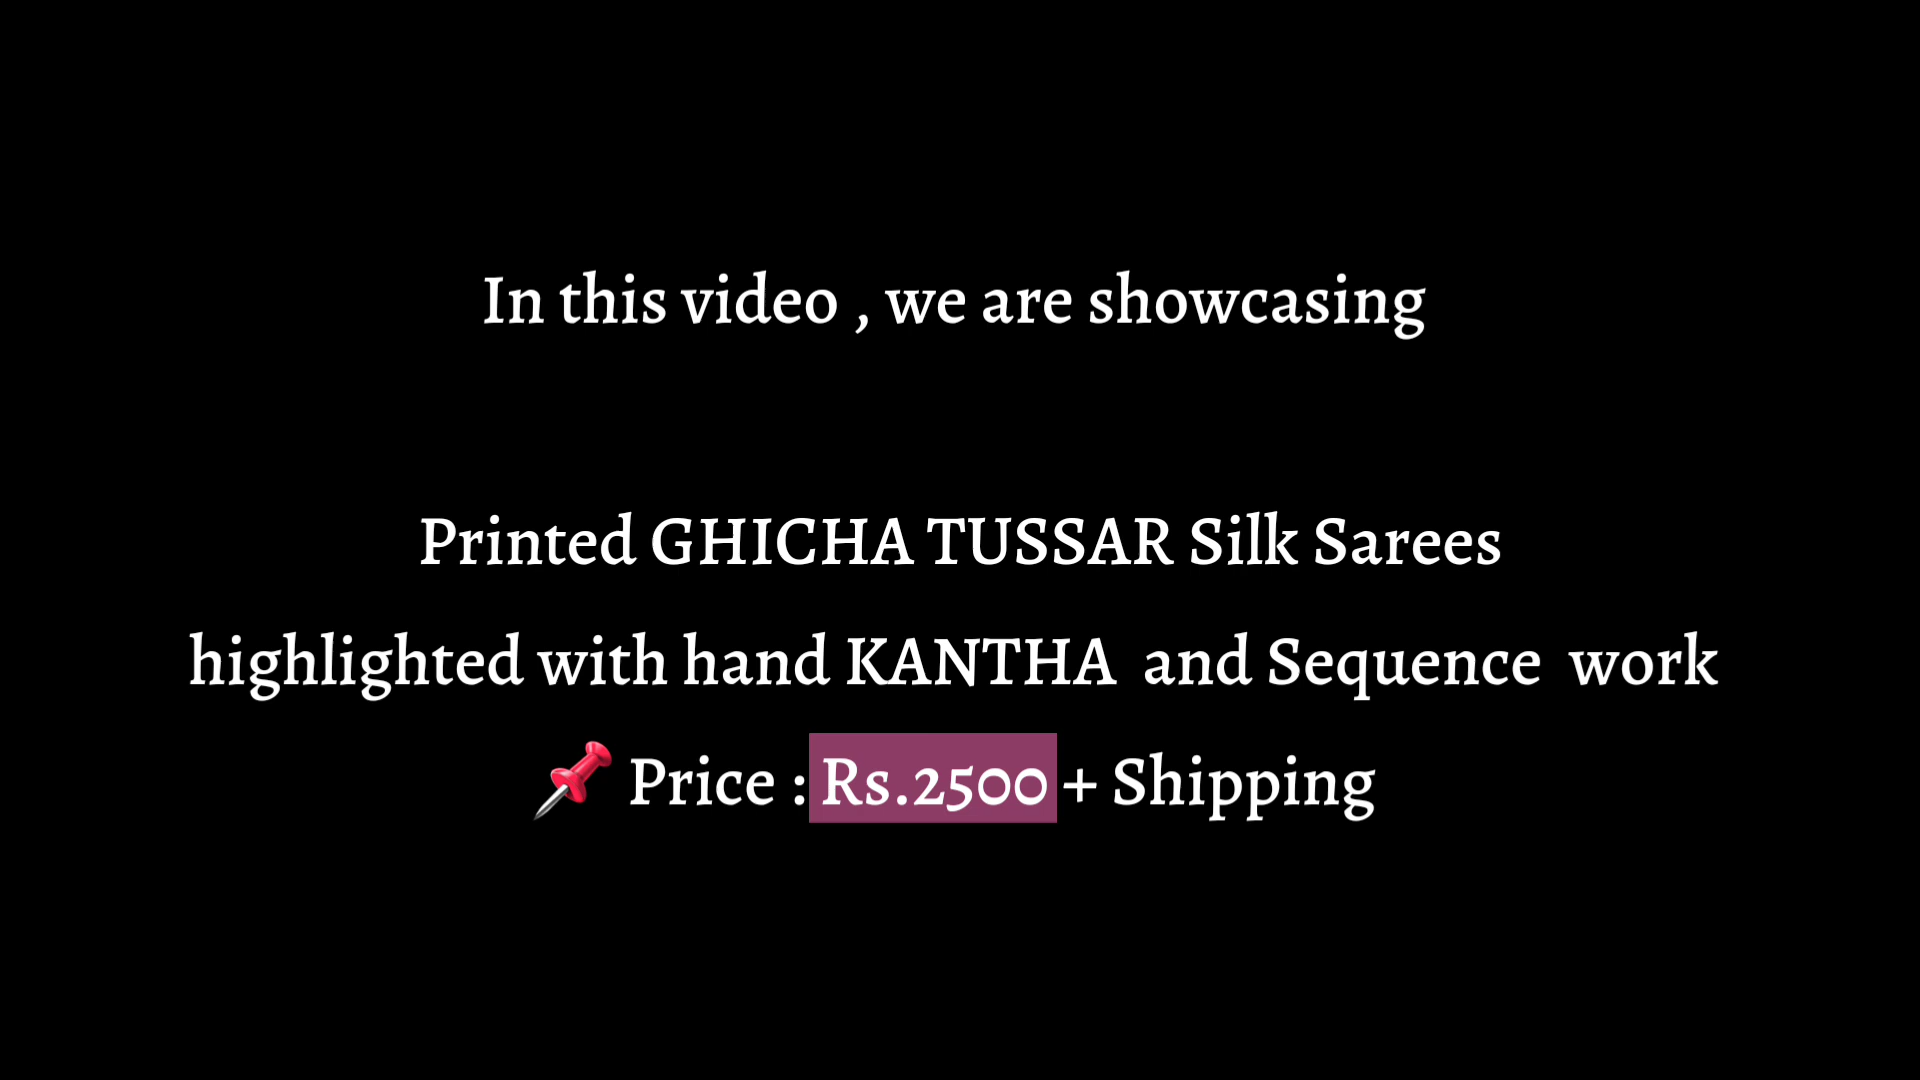 In this video , we are showcasing
Printed GHICHA TUSSAR Silk Sarees
highlighted with hand KANTHA and Sequence work
📌 Price : Rs.2500 + Shipping